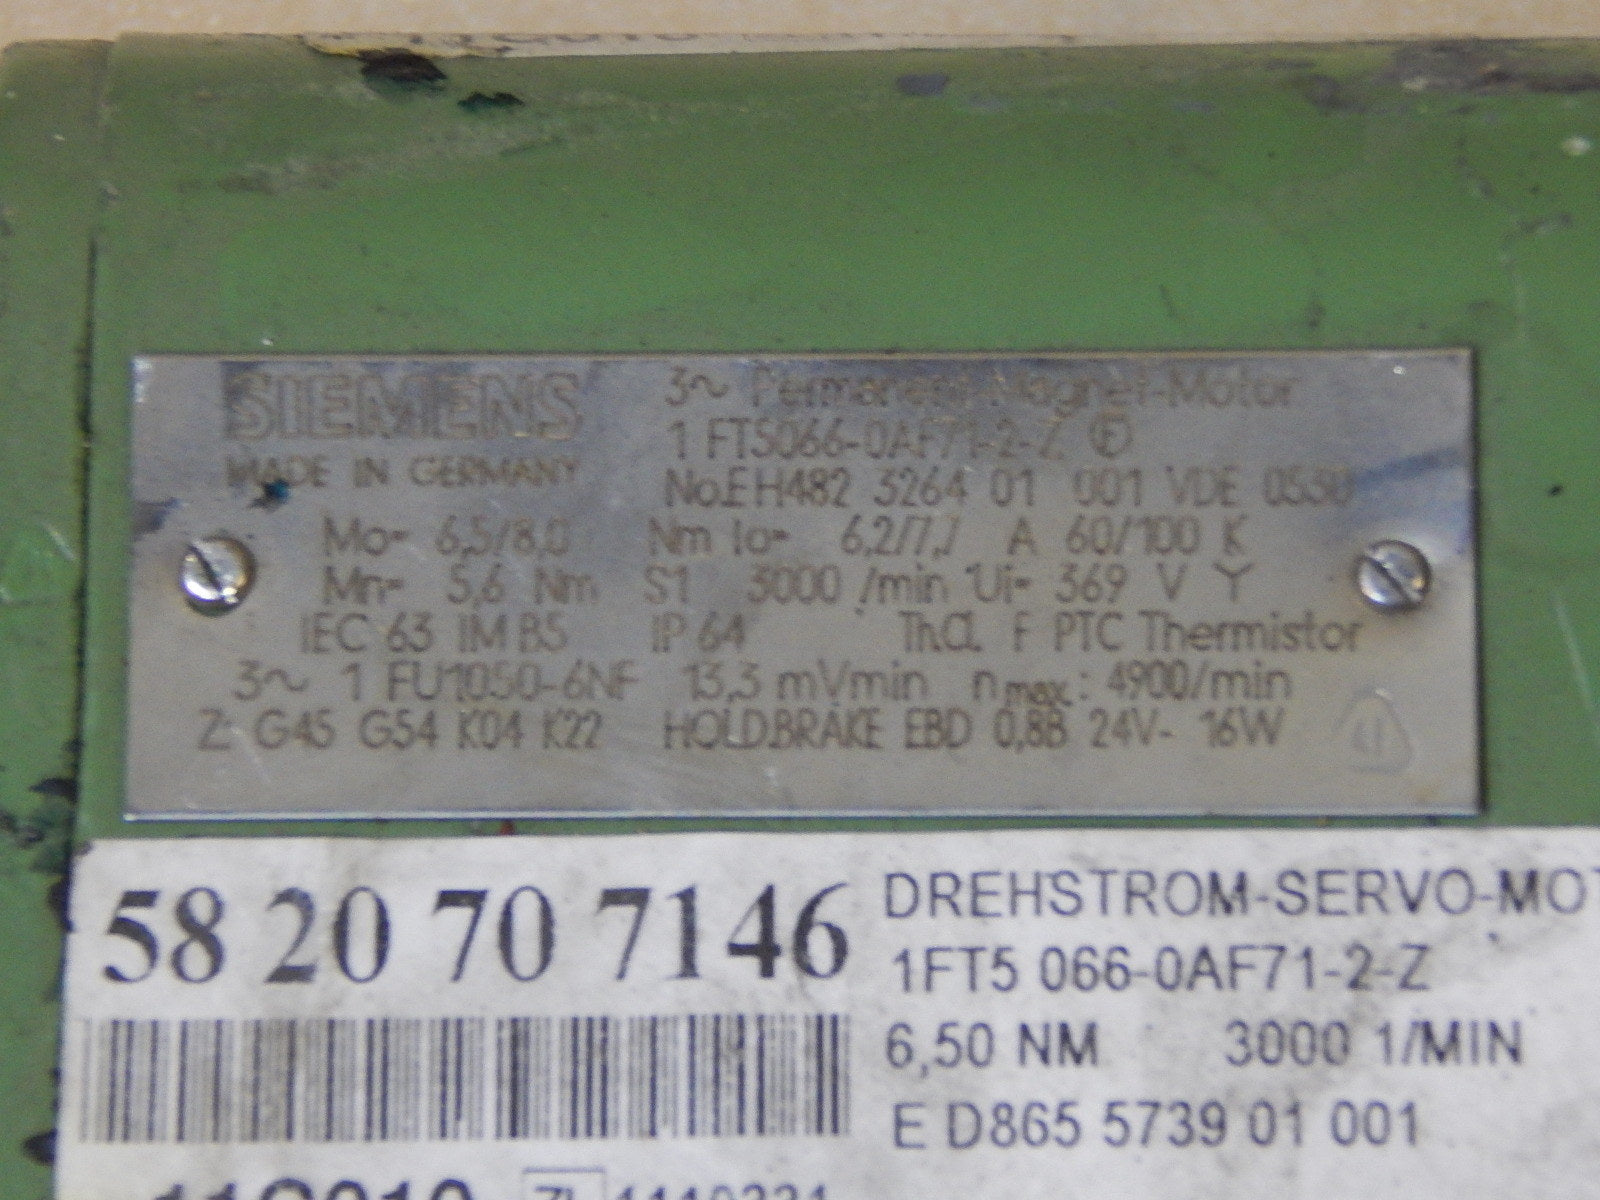 SIEMENS
MADE IN GERMANY
3~ Permanent-Magnet-Motor
1 FT5066-0AF71-2-Z Ⓔ
No.EH482 3264 01 001 VDE 0530
Mo= 6,5/8,0 Nm Io= 6,2/7,7 A 60/100 K
Mn= 5,6 Nm S1 3000 /min Ui= 369 V Y
IEC 63 IM B5 IP 64 Th.Cl. F PTC Thermistor
3~ 1 FU1050-6NF 13,3 mVmin nmax.: 4900/min
Z: G45 G54 K04 K22 HOLD.BRAKE EBD 0,8B 24V- 16W
58 20 70 7146
DREHSTROM-SERVO-MOT
1FT5 066-0AF71-2-Z
6,50 NM 3000 1/MIN
E D865 5739 01 001